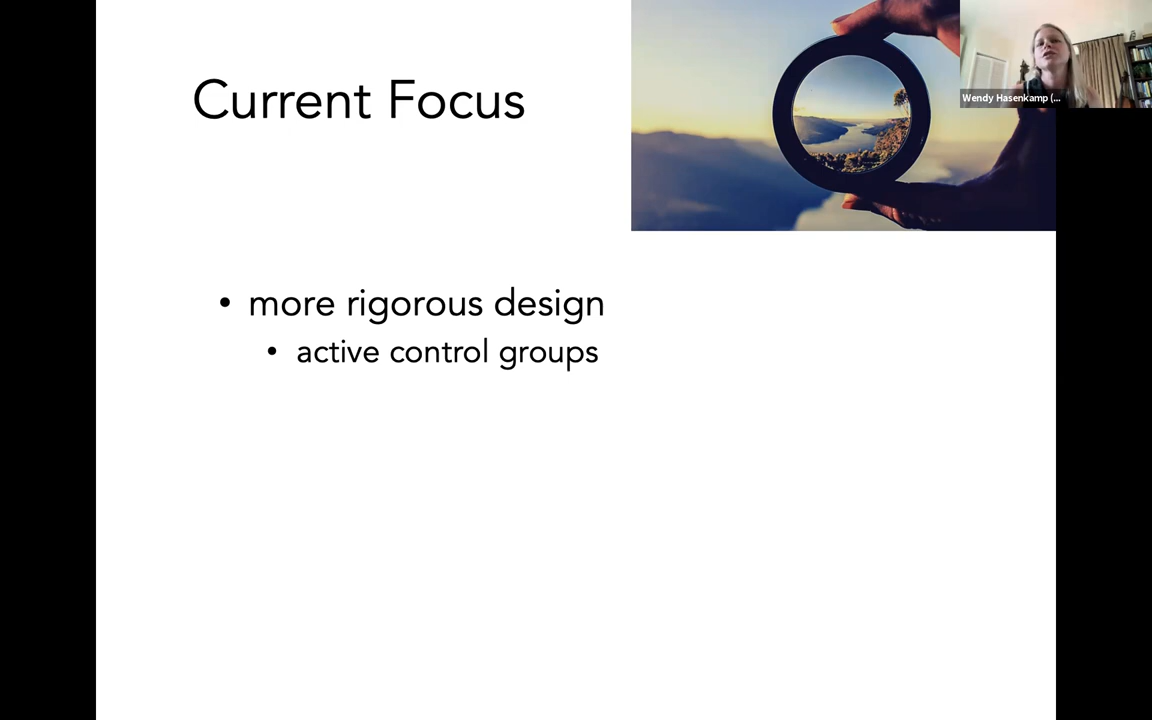 Current Focus
Wendy Hasenkamp (...
• more rigorous design
• active control groups